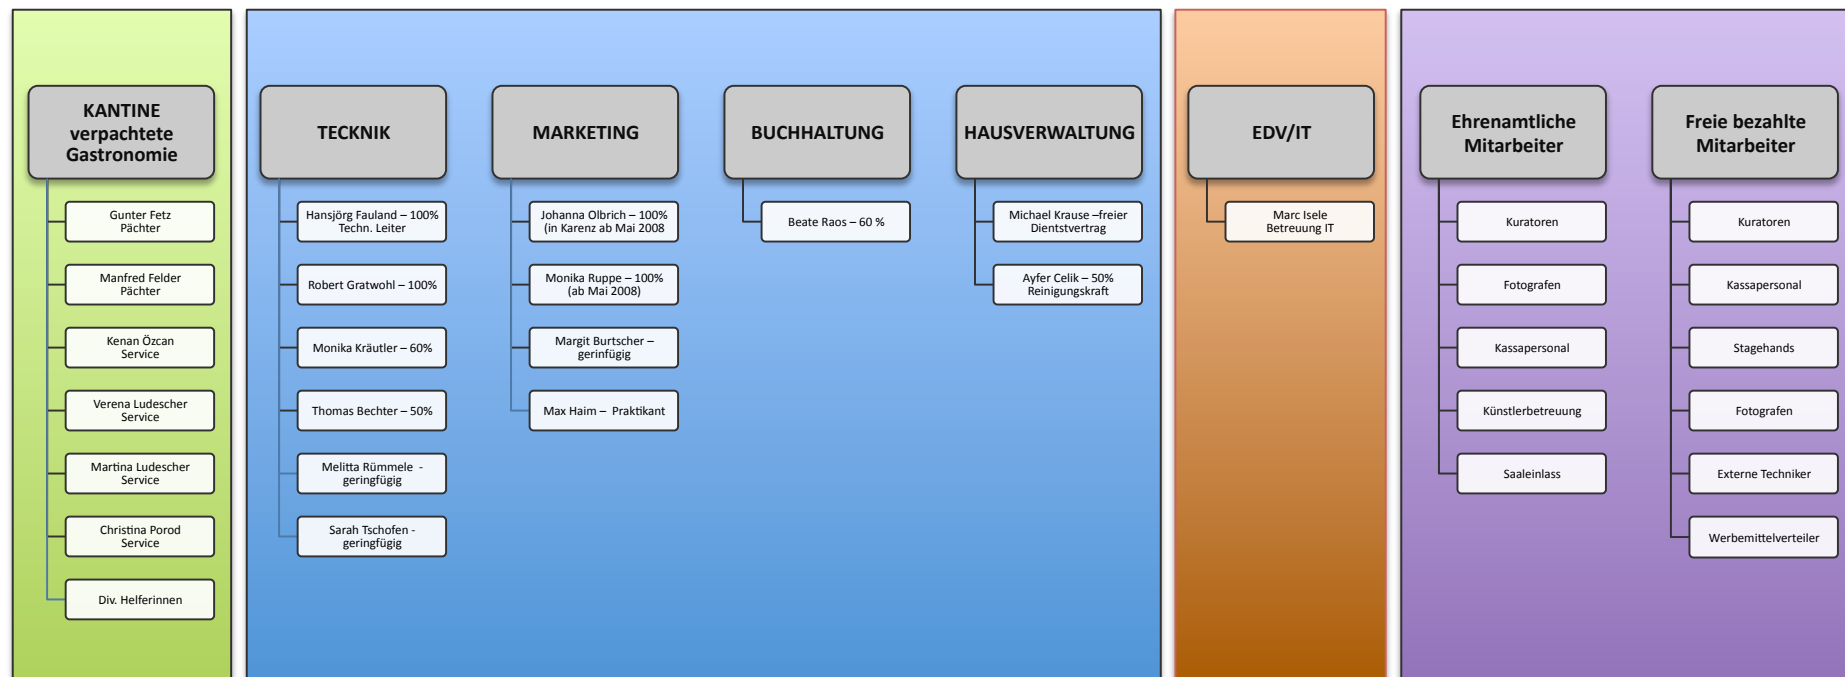 KANTINE
verpachtete
Gastronomie
Gunter Fetz
Pächter
Manfred Felder
Pächter
Kenan Özcan
Service
Verena Ludescher
Service
Martina Ludescher
Service
Christina Porod
Service
Div. Helferinnen
TECKNIK
Hansjörg Fauland – 100%
Techn. Leiter
Robert Gratwohl – 100%
Monika Kräutler – 60%
Thomas Bechter – 50%
Melitta Rümmele  -
geringfügig
Sarah Tschofen -
geringfügig
MARKETING
Johanna Olbrich – 100%
(in Karenz ab Mai 2008
Monika Ruppe – 100%
(ab Mai 2008)
Margit Burtscher –
gerinfügig
Max Haim –  Praktikant
BUCHHALTUNG
Beate Raos – 60 %
HAUSVERWALTUNG
Michael Krause –freier
Dientstvertrag
Ayfer Celik – 50%
Reinigungskraft
EDV/IT
Marc Isele
Betreuung IT
Ehrenamtliche
Mitarbeiter
Kuratoren
Fotografen
Kassapersonal
Künstlerbetreuung
Saaleinlass
Freie bezahlte
Mitarbeiter
Kuratoren
Kassapersonal
Stagehands
Fotografen
Externe Techniker
Werbemittelverteiler